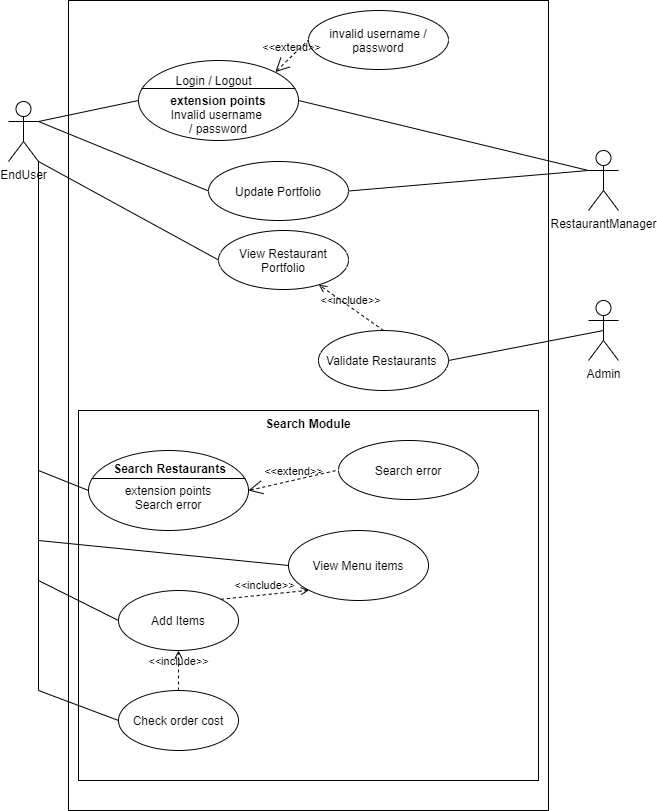 invalid username /
password
<<extend>>
Login / Logout
extension points
Invalid username
/ password
EndUser
Update Portfolio
RestaurantManager
View Restaurant
Portfolio
<<include>>
Validate Restaurants
Admin
Search Module
Search Restaurants
extension points
Search error
<<extend>>
Search error
View Menu items
<<include>>
Add Items
<<include>>
Check order cost